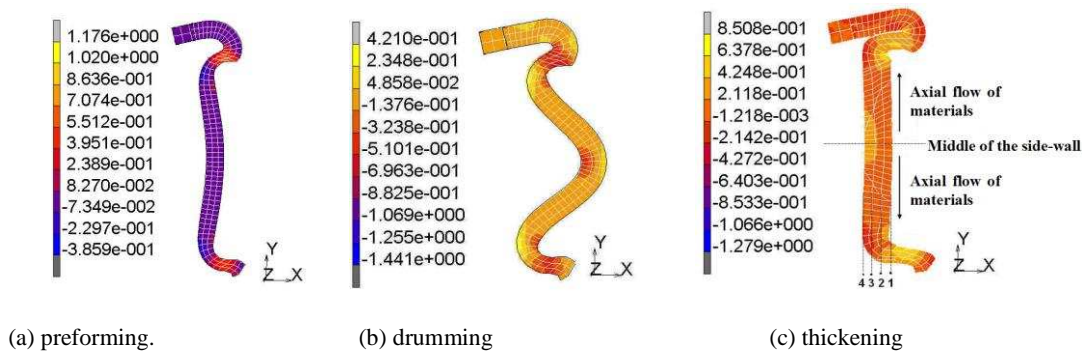 1.176e+000
1.020e+000
8.636e-001
7.074e-001
5.512e-001
3.951e-001
2.389e-001
8.270e-002
-7.349e-002
-2.297e-001
-3.859e-001
Y
Z X
(a) preforming.
4.210e-001
2.348e-001
4.858e-002
-1.376e-001
-3.238e-001
-5.101e-001
-6.963e-001
-8.825e-001
-1.069e+000
-1.255e+000
-1.441e+000
Y
Z X
(b) drumming
8.508e-001
6.378e-001
4.248e-001
2.118e-001
-1.218e-003
-2.142e-001
-4.272e-001
-6.403e-001
-8.533e-001
-1.066e+000
-1.279e+000
Axial flow of
materials
Middle of the side-wall
Axial flow of
materials
Y
Z X
4 3 2 1
(c) thickening